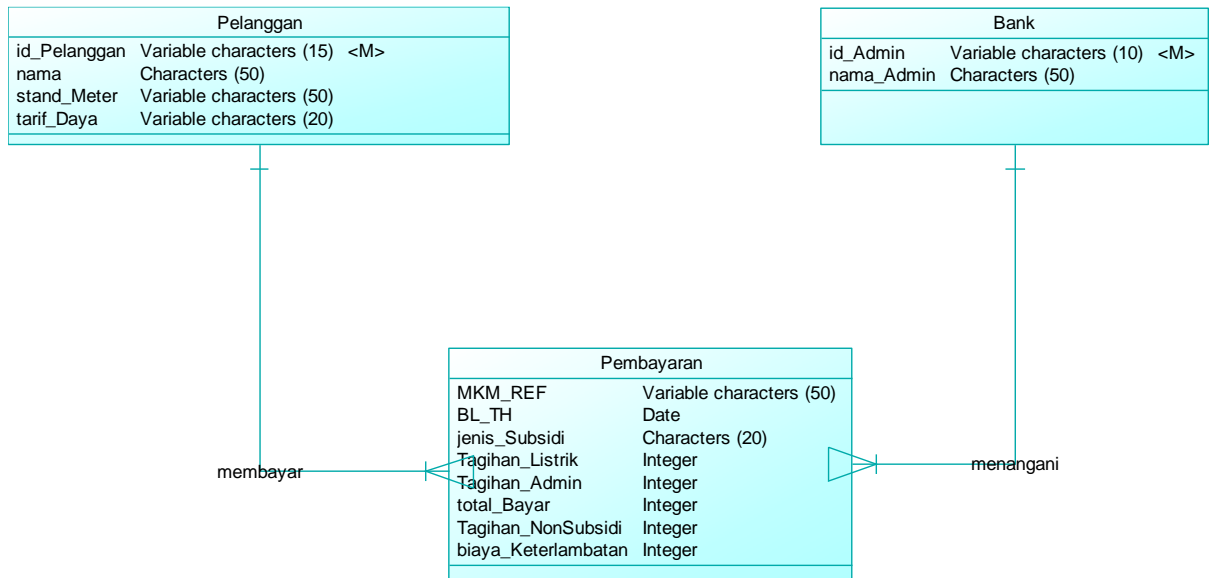 Pelanggan
id_Pelanggan Variable characters (15) <M>
nama Characters (50)
stand_Meter Variable characters (50)
tarif_Daya Variable characters (20)
Bank
id_Admin Variable characters (10) <M>
nama_Admin Characters (50)
membayar
Pembayaran
MKM_REF Variable characters (50)
BL_TH Date
jenis_Subsidi Characters (20)
Tagihan_Listrik Integer
Tagihan_Admin Integer
total_Bayar Integer
Tagihan_NonSubsidi Integer
biaya_Keterlambatan Integer
menangani